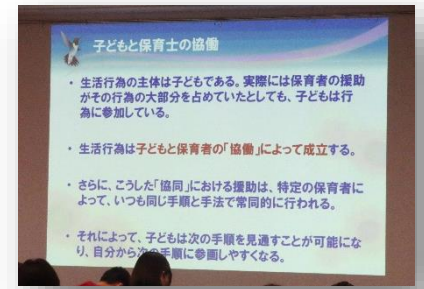 子どもと保育士の協働
・ 生活行為の主体は子どもである。実際には保育者の援助
がその行為の大部分を占めていたとしても、子どもは行
為に参加している。
・ 生活行為は子どもと保育者の「協働」によって成立する。
・ さらに、こうした「協同」における援助は、特定の保育者に
よって、いつも同じ手順と手法で常同的に行われる。
・ それによって、子どもは次の手順を見通すことが可能にな
り、自分から次の手順に参画しやすくなる。